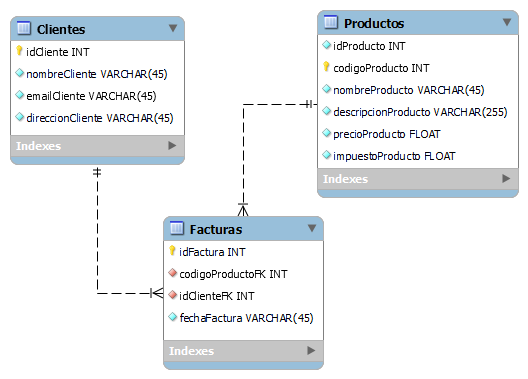 Clientes
idCliente INT
nombreCliente VARCHAR(45)
emailCliente VARCHAR(45)
direccionCliente VARCHAR(45)
Indexes
Productos
idProducto INT
codigoProducto INT
nombreProducto VARCHAR(45)
descripcionProducto VARCHAR(255)
precioProducto FLOAT
impuestoProducto FLOAT
Indexes
Facturas
idFactura INT
codigoProductoFK INT
idClienteFK INT
fechaFactura VARCHAR(45)
Indexes